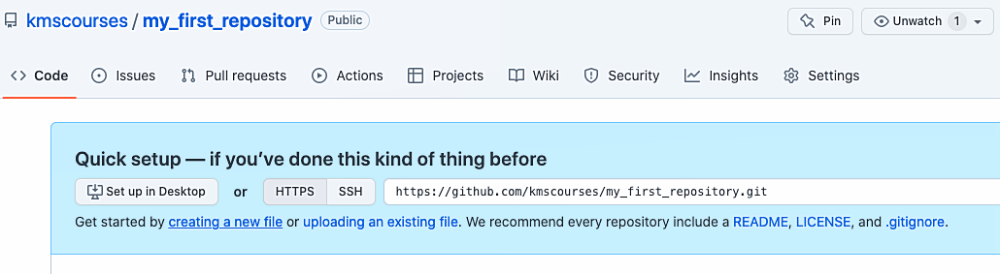 kmscourses / my_first_repository Public Pin Unwatch 1
Code Issues Pull requests Actions Projects Wiki Security Insights Settings
Quick setup — if you’ve done this kind of thing before
Set up in Desktop or HTTPS SSH https://github.com/kmscourses/my_first_repository.git
Get started by creating a new file or uploading an existing file. We recommend every repository include a README, LICENSE, and .gitignore.